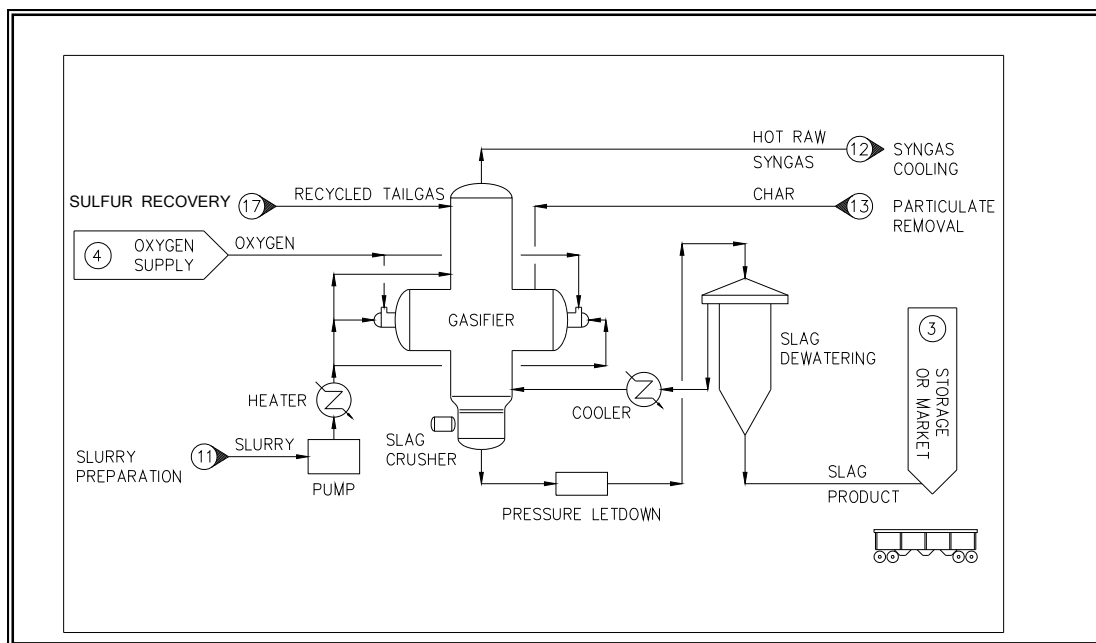 HOT RAW
SYNGAS
12
SYNGAS
COOLING
SULFUR RECOVERY
17
RECYCLED TAILGAS
CHAR
13
PARTICULATE
REMOVAL
4
OXYGEN
SUPPLY
OXYGEN
GASIFIER
3
STORAGE
OR MARKET
SLAG
DEWATERING
HEATER
COOLER
SLAG
CRUSHER
SLURRY
PREPARATION
11
SLURRY
PUMP
PRESSURE LETDOWN
SLAG
PRODUCT